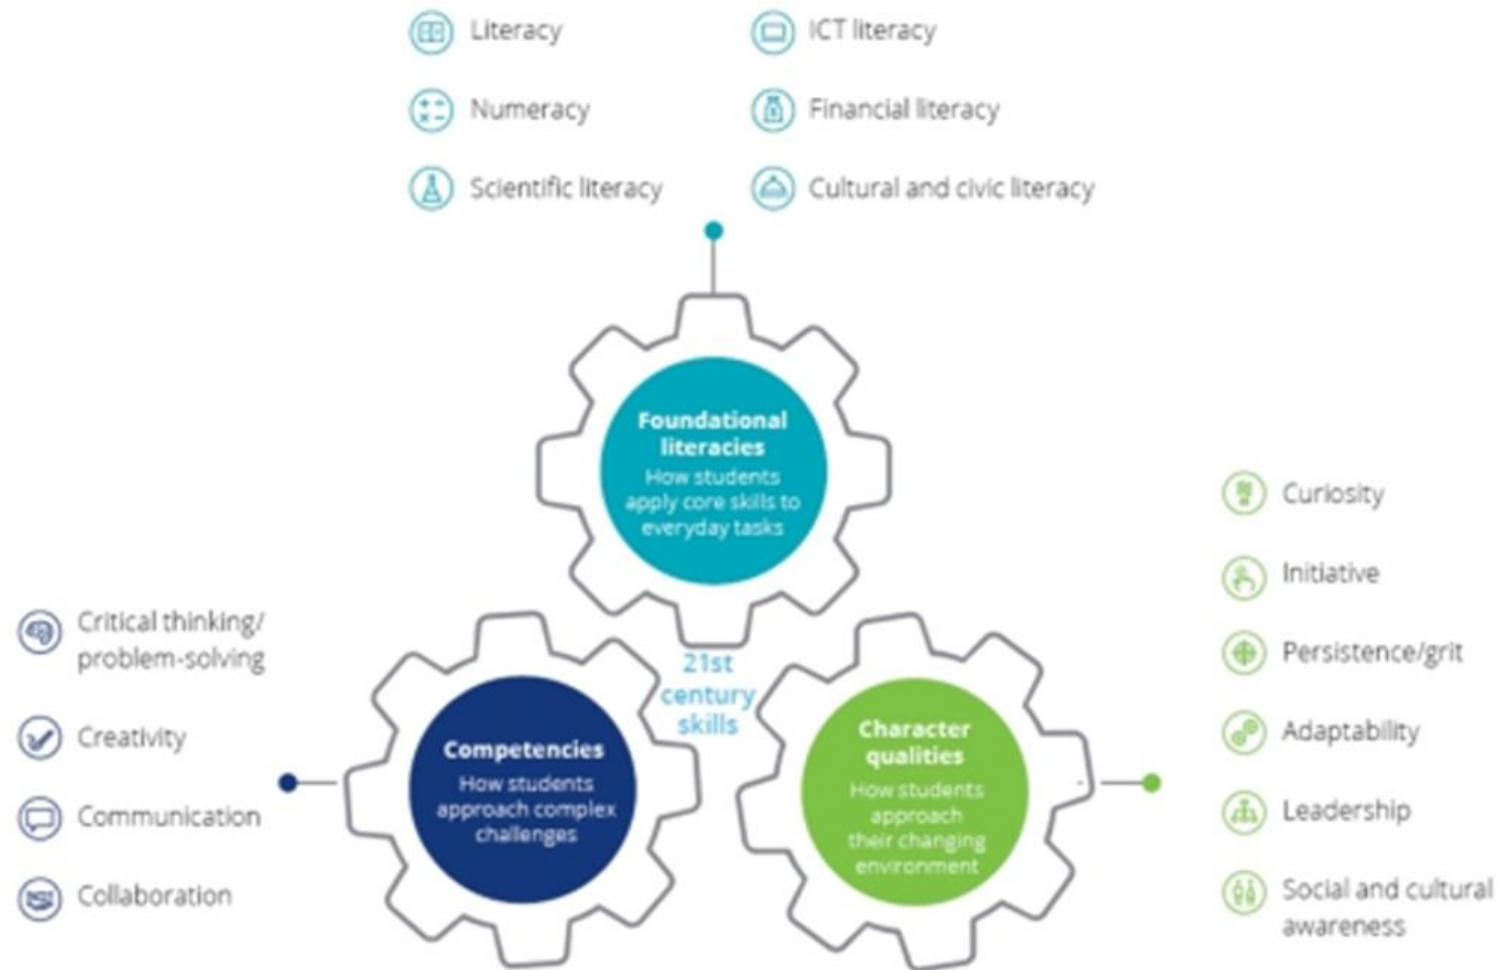 Literacy
ICT literacy
Numeracy
Financial literacy
Scientific literacy
Cultural and civic literacy
Foundational
literacies
How students
apply core skills to
everyday tasks
Critical thinking/
problem-solving
Creativity
Communication
Collaboration
Competencies
How students
approach complex
challenges
21st
century
skills
Character
qualities
How students
approach
their changing
environment
Curiosity
Initiative
Persistence/grit
Adaptability
Leadership
Social and cultural
awareness